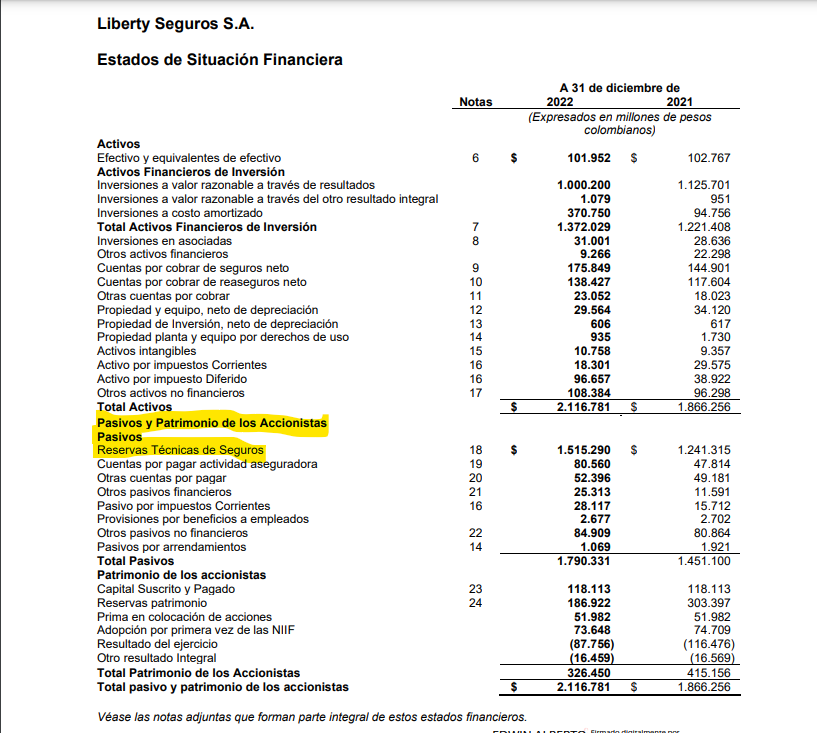 Liberty Seguros S.A.
Estados de Situación Financiera
A 31 de diciembre de
Notas 2022 2021
(Expresados en millones de pesos
colombianos)
Activos
Efectivo y equivalentes de efectivo 6 $ 101.952 $ 102.767
Activos Financieros de Inversión
Inversiones a valor razonable a través de resultados 1.000.200 1.125.701
Inversiones a valor razonable a través del otro resultado integral 1.079 951
Inversiones a costo amortizado 370.750 94.756
Total Activos Financieros de Inversión 7 1.372.029 1.221.408
Inversiones en asociadas 8 31.001 28.636
Otros activos financieros 9.266 22.298
Cuentas por cobrar de seguros neto 9 175.849 144.901
Cuentas por cobrar de reaseguros neto 10 138.427 117.604
Otras cuentas por cobrar 11 23.052 18.023
Propiedad y equipo, neto de depreciación 12 29.564 34.120
Propiedad de Inversión, neto de depreciación 13 606 617
Propiedad planta y equipo por derechos de uso 14 935 1.730
Activos intangibles 15 10.758 9.357
Activo por impuestos Corrientes 16 18.301 29.575
Activo por impuesto Diferido 16 96.657 38.922
Otros activos no financieros 17 108.384 96.298
Total Activos $ 2.116.781 $ 1.866.256
Pasivos y Patrimonio de los Accionistas
Pasivos
Reservas Técnicas de Seguros 18 $ 1.515.290 $ 1.241.315
Cuentas por pagar actividad aseguradora 19 80.560 47.814
Otras cuentas por pagar 20 52.396 49.181
Otros pasivos financieros 21 25.313 11.591
Pasivo por impuestos Corrientes 16 28.117 15.712
Provisiones por beneficios a empleados 2.677 2.702
Otros pasivos no financieros 22 84.909 80.864
Pasivos por arrendamientos 14 1.069 1.921
Total Pasivos 1.790.331 1.451.100
Patrimonio de los accionistas
Capital Suscrito y Pagado 23 118.113 118.113
Reservas patrimonio 24 186.922 303.397
Prima en colocación de acciones 51.982 51.982
Adopción por primera vez de las NIIF 73.648 74.709
Resultado del ejercicio (87.756) (116.476)
Otro resultado Integral (16.459) (16.569)
Total Patrimonio de los Accionistas 326.450 415.156
Total pasivo y patrimonio de los accionistas $ 2.116.781 $ 1.866.256
Véase las notas adjuntas que forman parte integral de estos estados financieros.
EDWIN ALBERTO Firmado digitalmente por